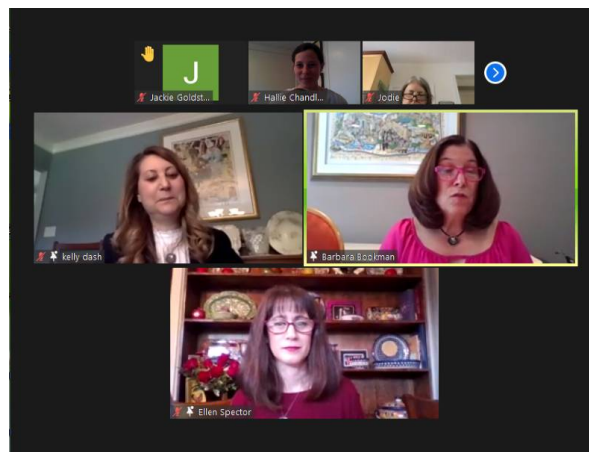 J
Jackie Goldst...
Hallie Chandl...
Jodie
kelly dash
Barbara Bookman
Ellen Spector